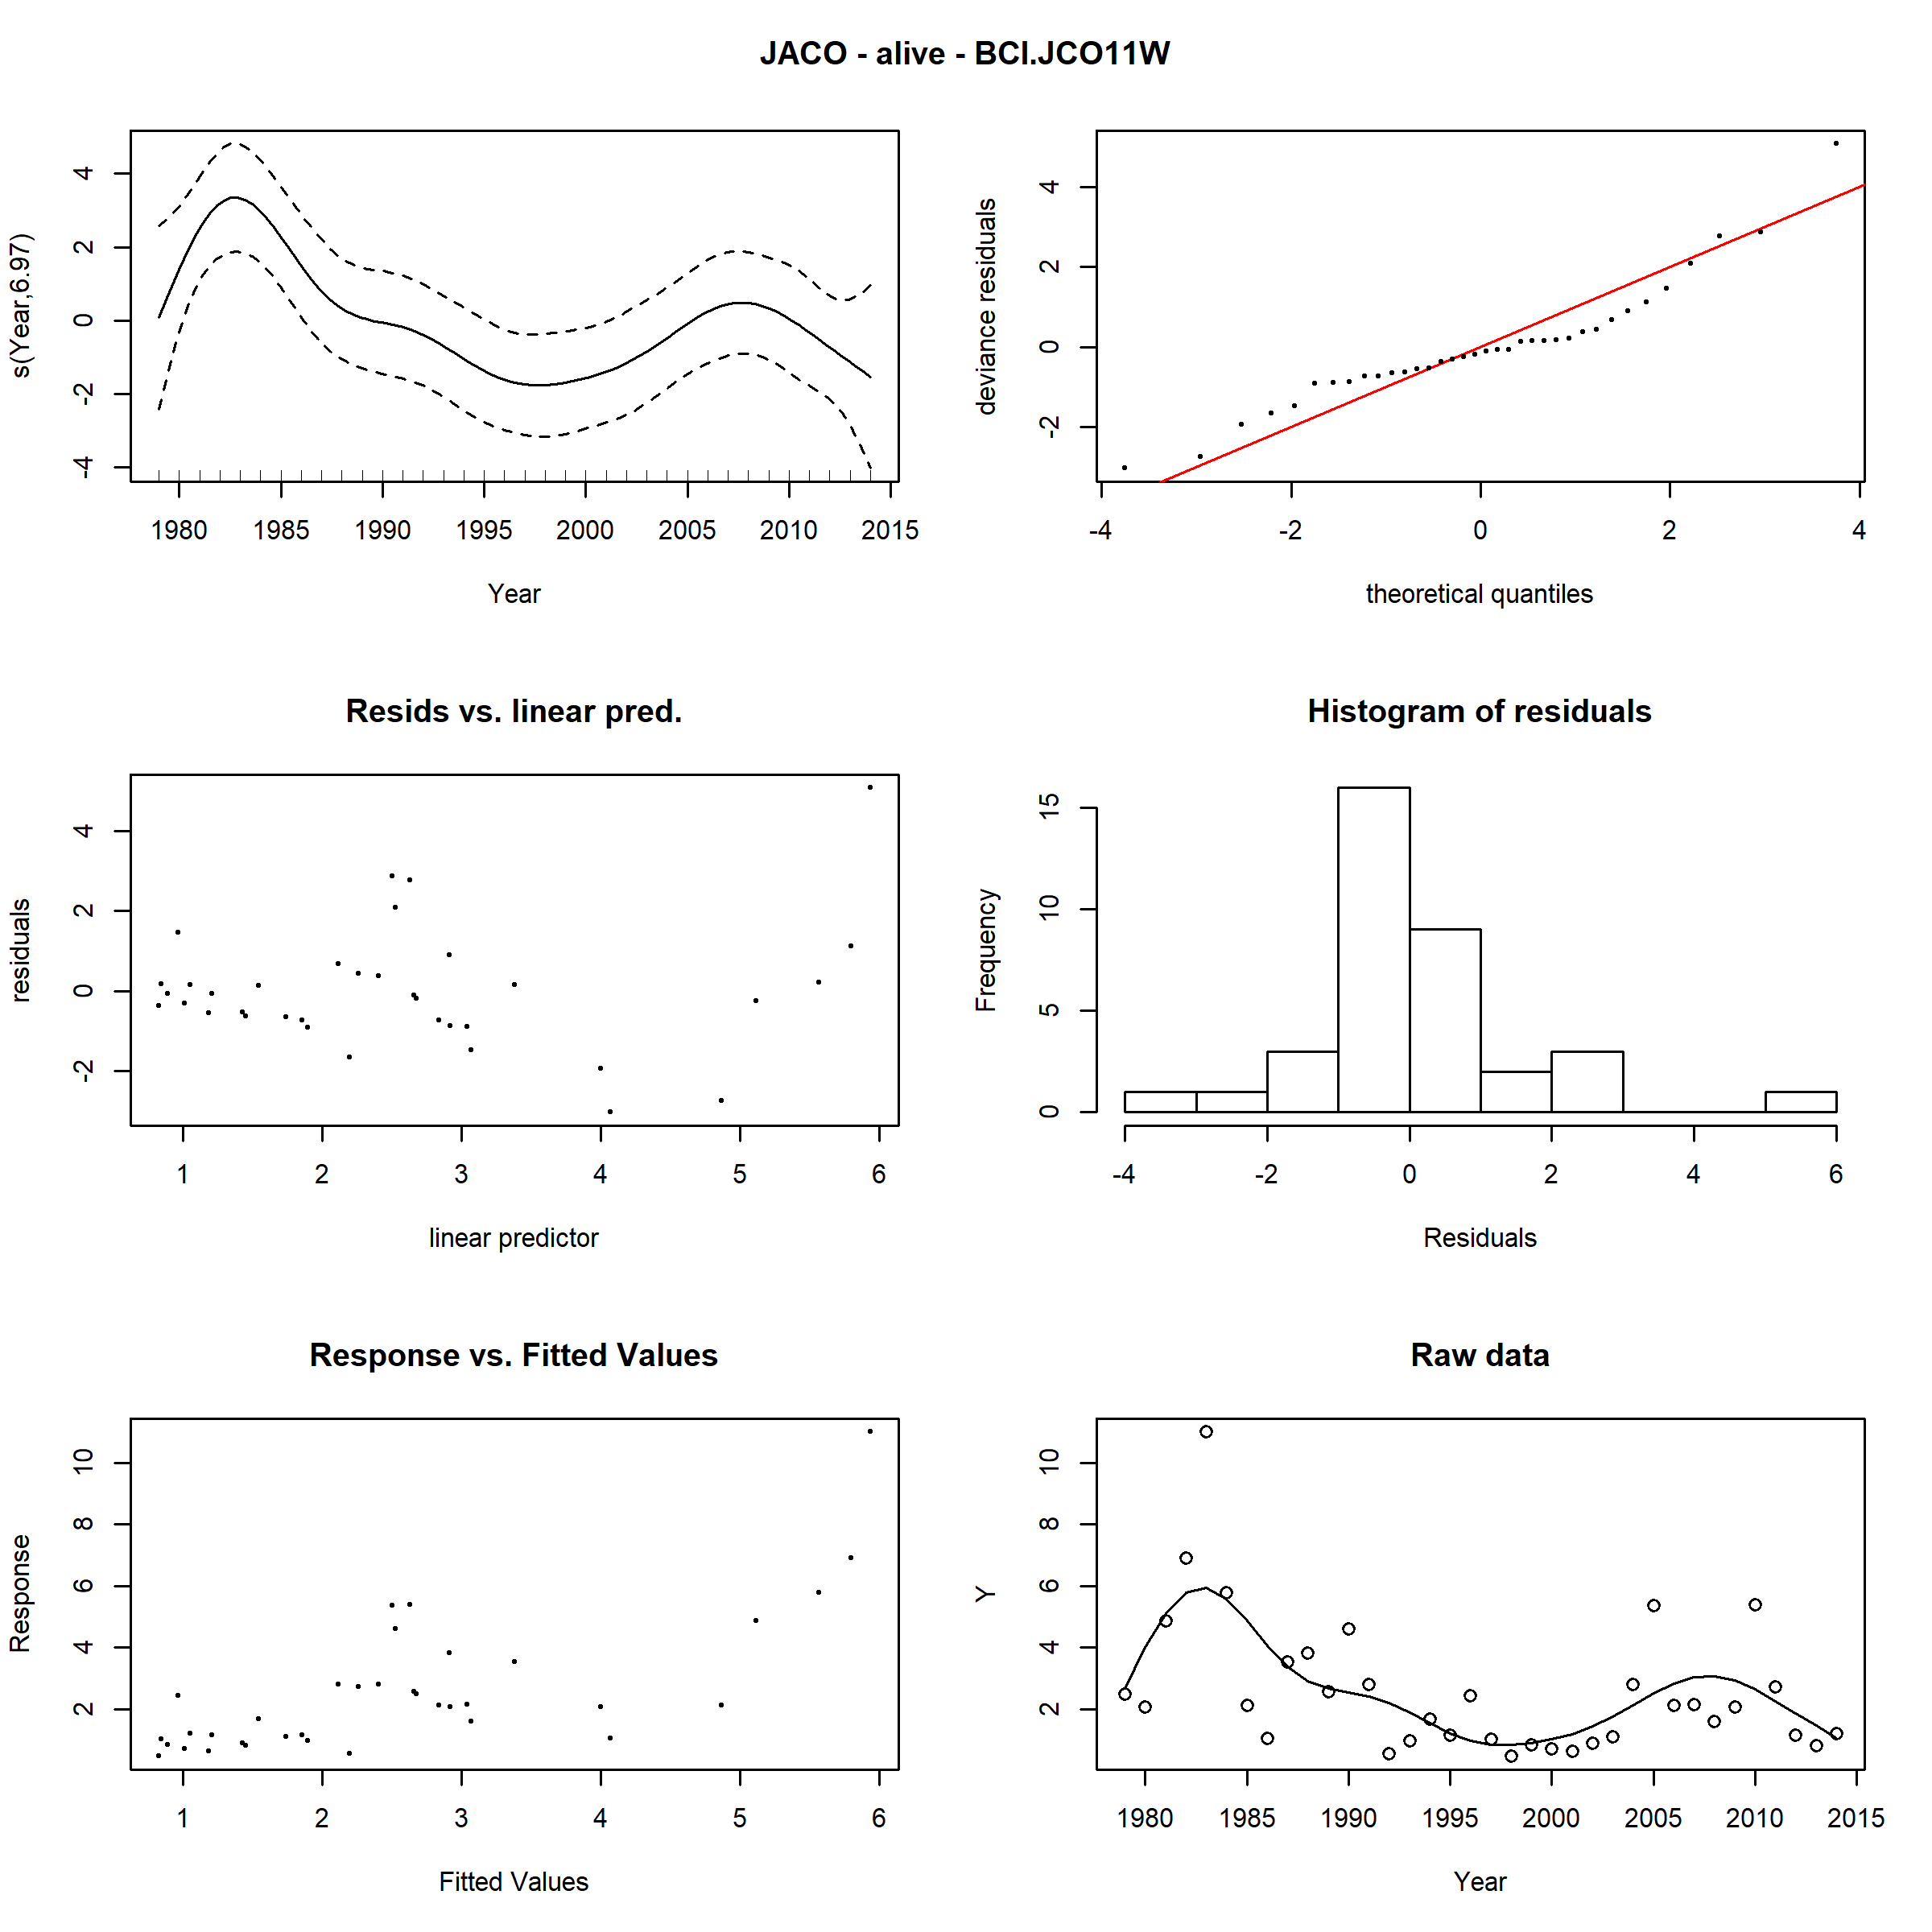 JACO - alive - BCI.JCO11W
s(Year,6.97)
4
2
0
-2
-4
1980 1985 1990 1995 2000 2005 2010 2015
Year
deviance residuals
4
2
0
-2
-4 -2 0 2 4
theoretical quantiles
Resids vs. linear pred.
residuals
4
2
0
-2
1 2 3 4 5 6
linear predictor
Histogram of residuals
Frequency
15
10
5
0
-4 -2 0 2 4 6
Residuals
Response vs. Fitted Values
Response
10
8
6
4
2
1 2 3 4 5 6
Fitted Values
Raw data
Y
10
8
6
4
2
1980 1985 1990 1995 2000 2005 2010 2015
Year